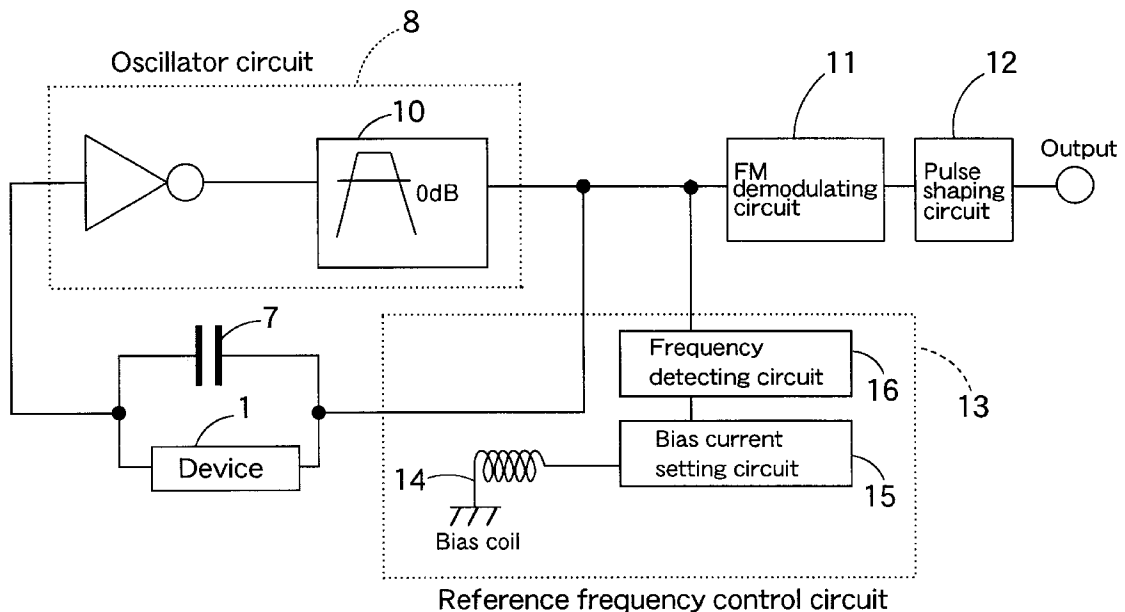 8
Oscillator circuit
10
0dB
11
12
Output
FM
demodulating
circuit
Pulse
shaping
circuit
7
1
Device
Frequency
detecting circuit
16
13
Bias current
setting circuit
15
14
Bias coil
Reference frequency control circuit